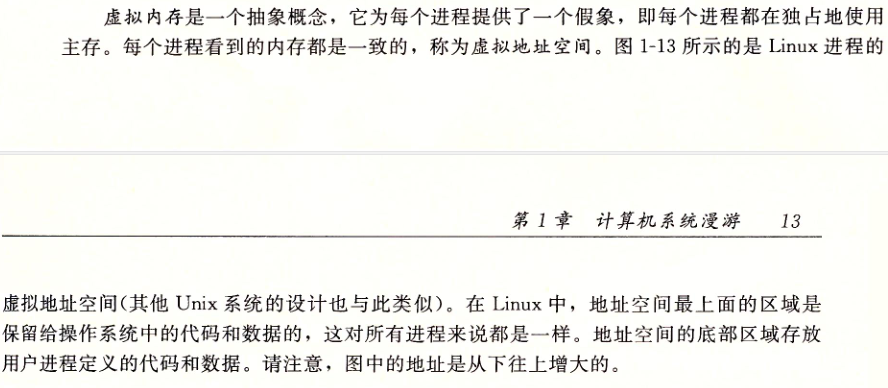 虚拟内存是一个抽象概念，它为每个进程提供了一个假象，即每个进程都在独占地使用
主存。每个进程看到的内存都是一致的，称为虚拟地址空间。图 1-13 所示的是 Linux 进程的
第 1 章 计算机系统漫游 13
虚拟地址空间(其他 Unix 系统的设计也与此类似)。在 Linux 中，地址空间最上面的区域是
保留给操作系统中的代码和数据的，这对所有进程来说都是一样。地址空间的底部区域存放
用户进程定义的代码和数据。请注意，图中的地址是从下往上增大的。